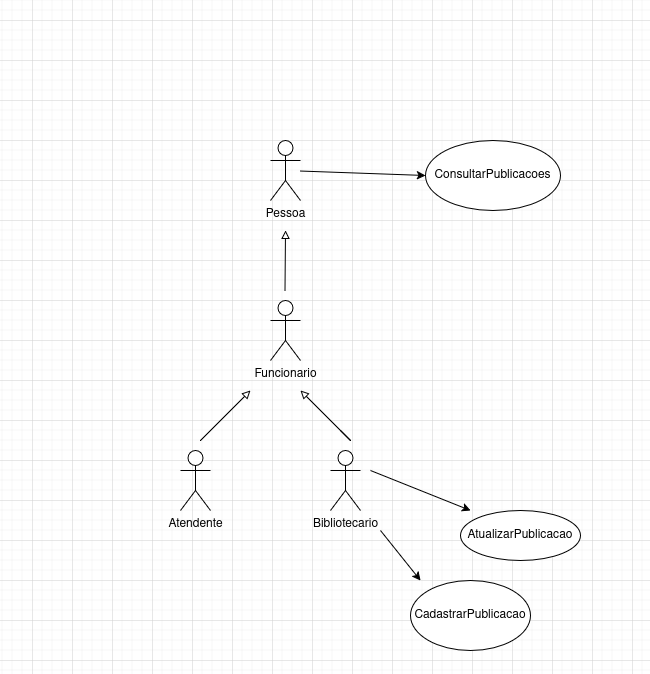 ConsultarPublicacoes
Pessoa
Funcionario
Atendente
Bibliotecario
AtualizarPublicacao
CadastrarPublicacao